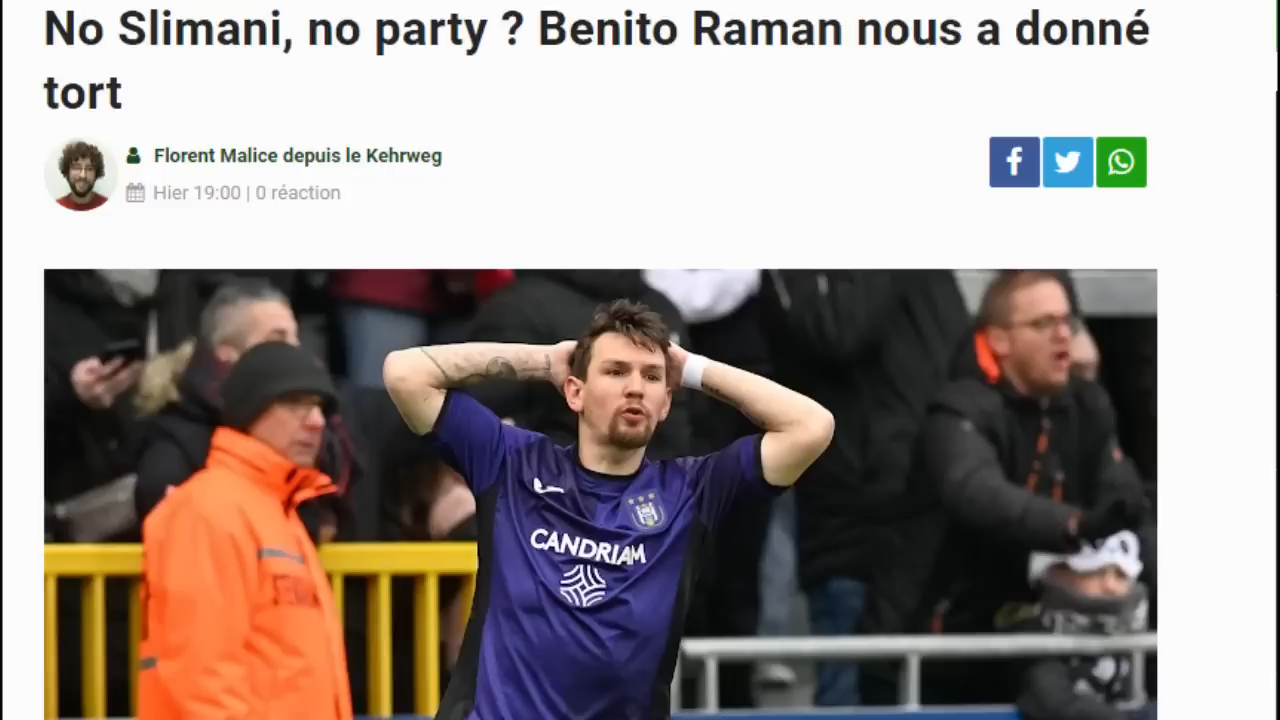 No Slimani, no party ? Benito Raman nous a donné
tort
Florent Malice depuis le Kehrweg
Hier 19:00 | 0 réaction
CANDRIAM